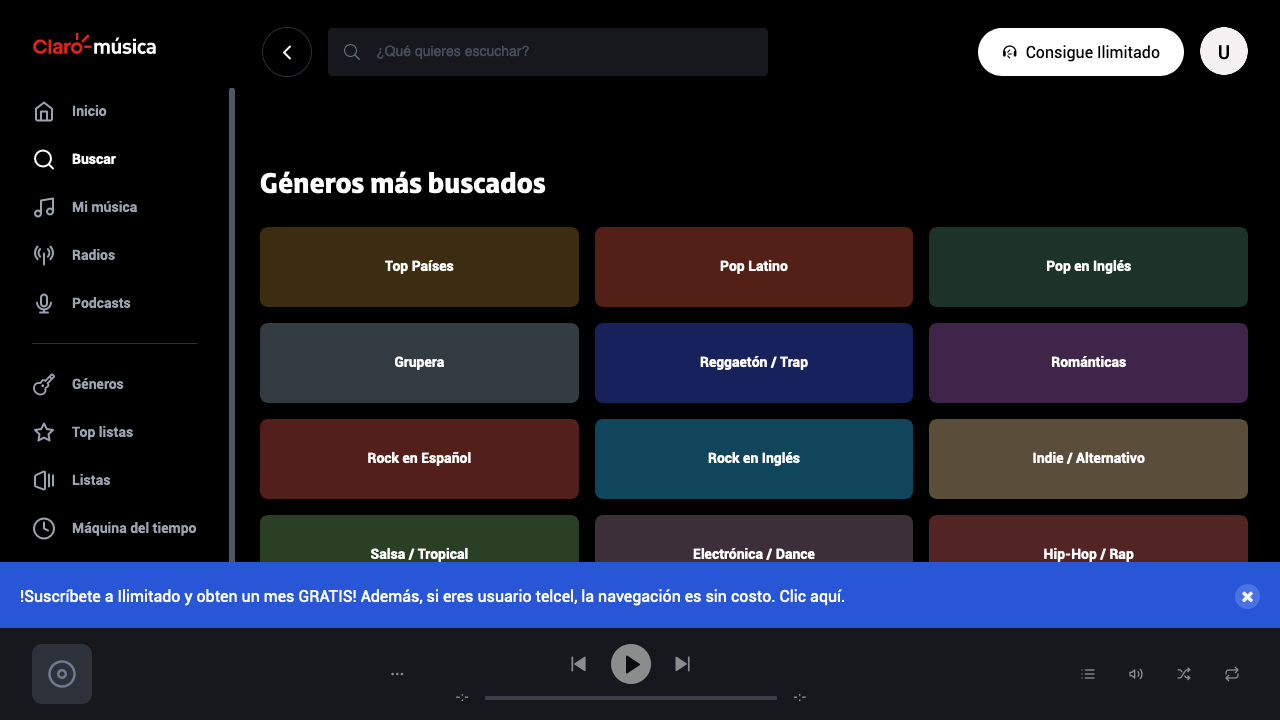 Claro música
¿Qué quieres escuchar?
Consigue Ilimitado
U
Inicio
Buscar
Mi música
Radios
Podcasts
Géneros
Top listas
Listas
Máquina del tiempo
Géneros más buscados
Top Países
Pop Latino
Pop en Inglés
Grupera
Reggaetón / Trap
Románticas
Rock en Español
Rock en Inglés
Indie / Alternativo
Salsa / Tropical
Electrónica / Dance
Hip-Hop / Rap
!Suscríbete a Ilimitado y obten un mes GRATIS! Además, si eres usuario telcel, la navegación es sin costo. Clic aquí.
-:-
-:-